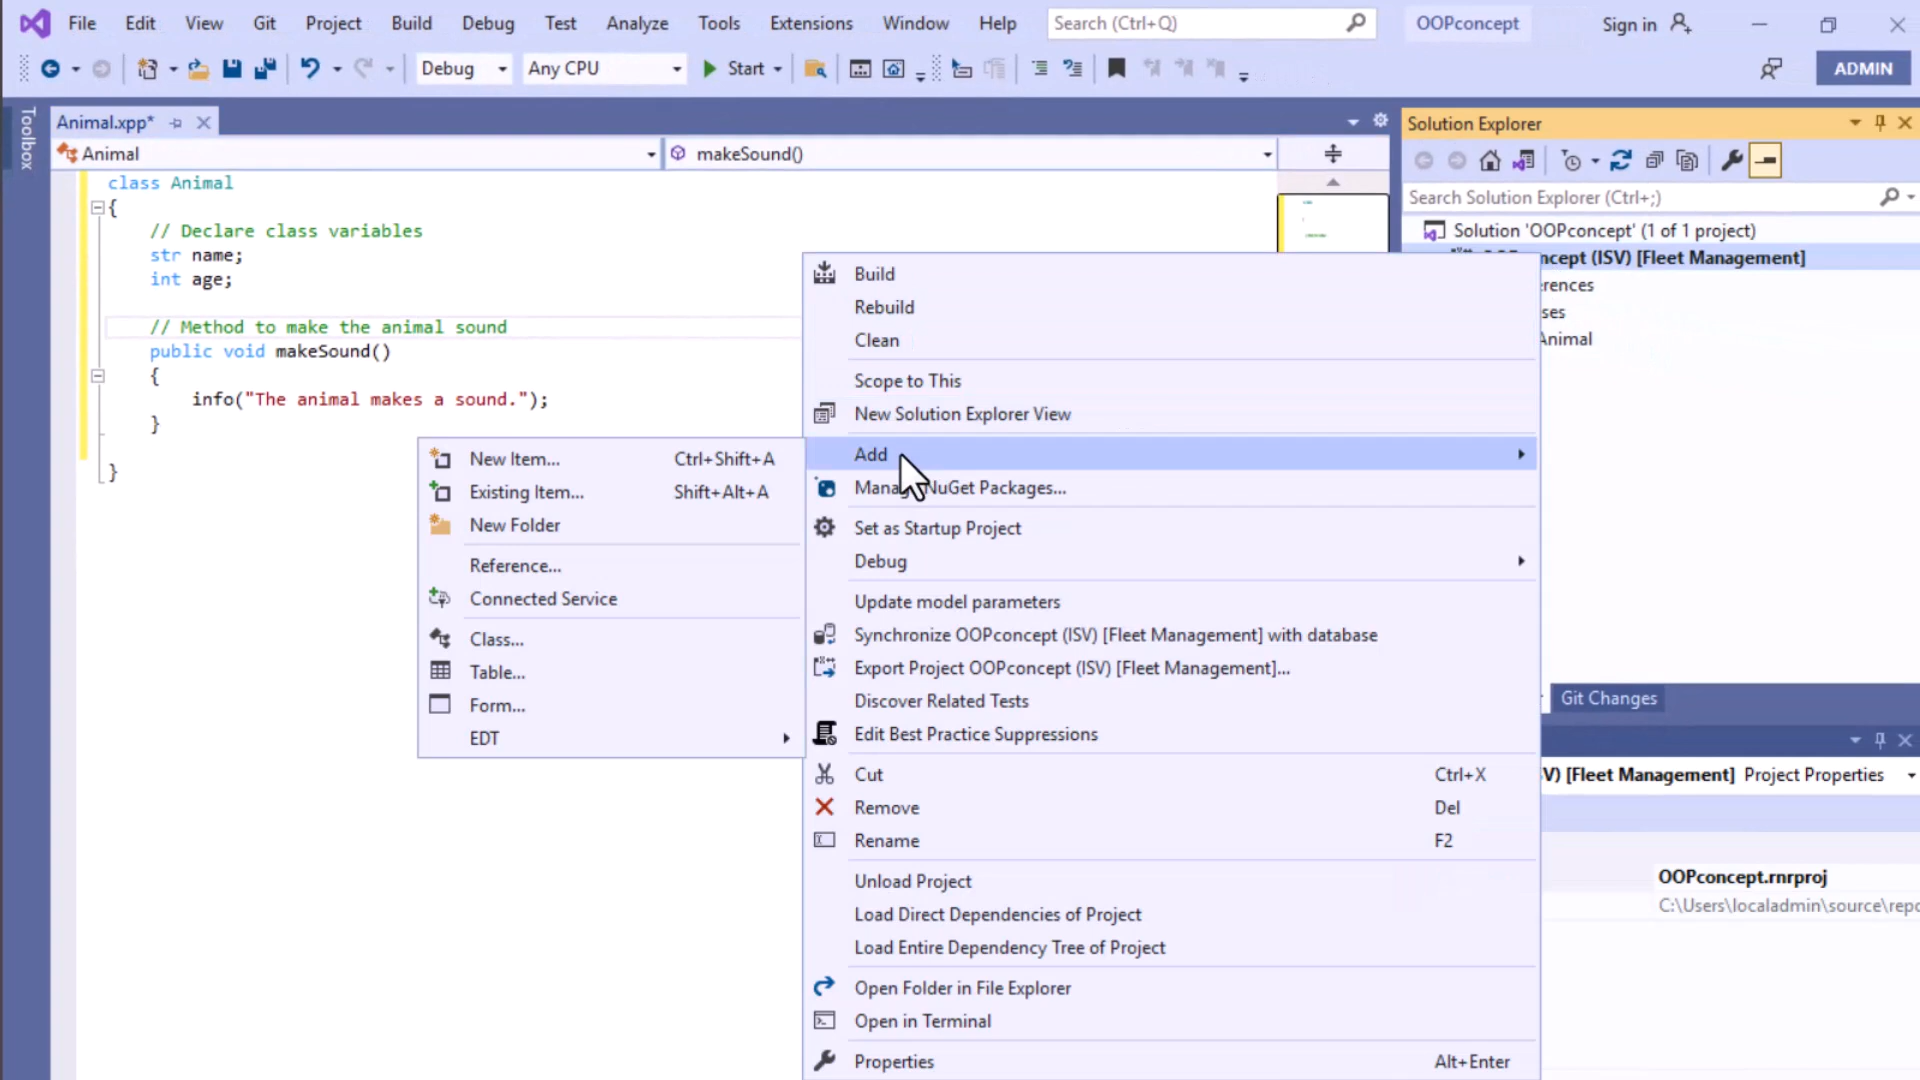 File Edit View Git Project Build Debug Test Analyze Tools Extensions Window Help Search (Ctrl+Q) OOPconcept Sign in
Debug Any CPU Start ADMIN
Toolbox
Animal.xpp*
Animal makeSound()
class Animal
{
// Declare class variables
str name;
int age;
// Method to make the animal sound
public void makeSound()
{
info("The animal makes a sound.");
}
}
New Item... Ctrl+Shift+A
Existing Item... Shift+Alt+A
New Folder
Reference...
Connected Service
Class...
Table...
Form...
EDT
Build
Rebuild
Clean
Scope to This
New Solution Explorer View
Add
Manag NuGet Packages...
Set as Startup Project
Debug
Update model parameters
Synchronize OOPconcept (ISV) [Fleet Management] with database
Export Project OOPconcept (ISV) [Fleet Management]...
Discover Related Tests
Edit Best Practice Suppressions
Cut Ctrl+X
Remove Del
Rename F2
Unload Project
Load Direct Dependencies of Project
Load Entire Dependency Tree of Project
Open Folder in File Explorer
Open in Terminal
Properties Alt+Enter
Solution Explorer
Search Solution Explorer (Ctrl+;)
Solution 'OOPconcept' (1 of 1 project)
ncept (ISV) [Fleet Management]
erences
ses
Animal
Git Changes
V) [Fleet Management] Project Properties
OOPconcept.rnrproj
C:\Users\localadmin\source\repo